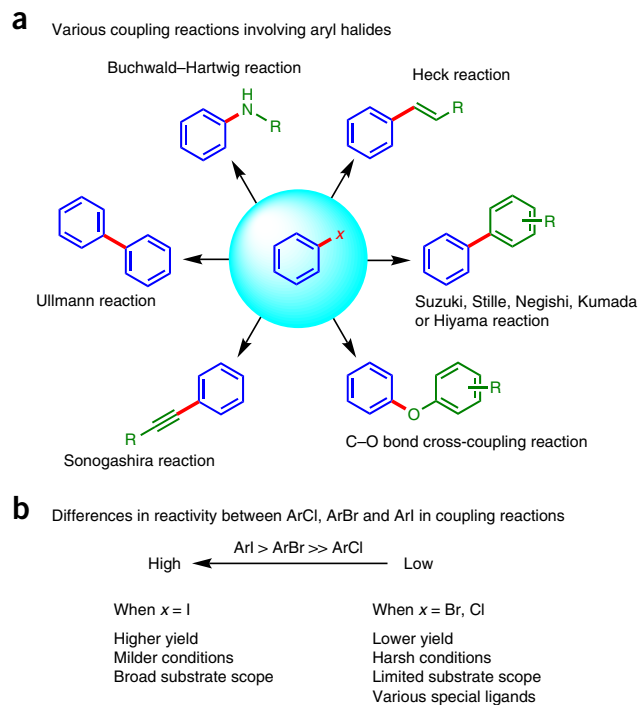 a
Various coupling reactions involving aryl halides
Buchwald–Hartwig reaction
Heck reaction
H
N
R
R
x
R
Ullmann reaction
Suzuki, Stille, Negishi, Kumada
or Hiyama reaction
R
O
R
Sonogashira reaction
C–O bond cross-coupling reaction
b
Differences in reactivity between ArCl, ArBr and ArI in coupling reactions
ArI > ArBr >> ArCl
High
Low
When x = I
When x = Br, Cl
Higher yield
Lower yield
Milder conditions
Harsh conditions
Broad substrate scope
Limited substrate scope
Various special ligands